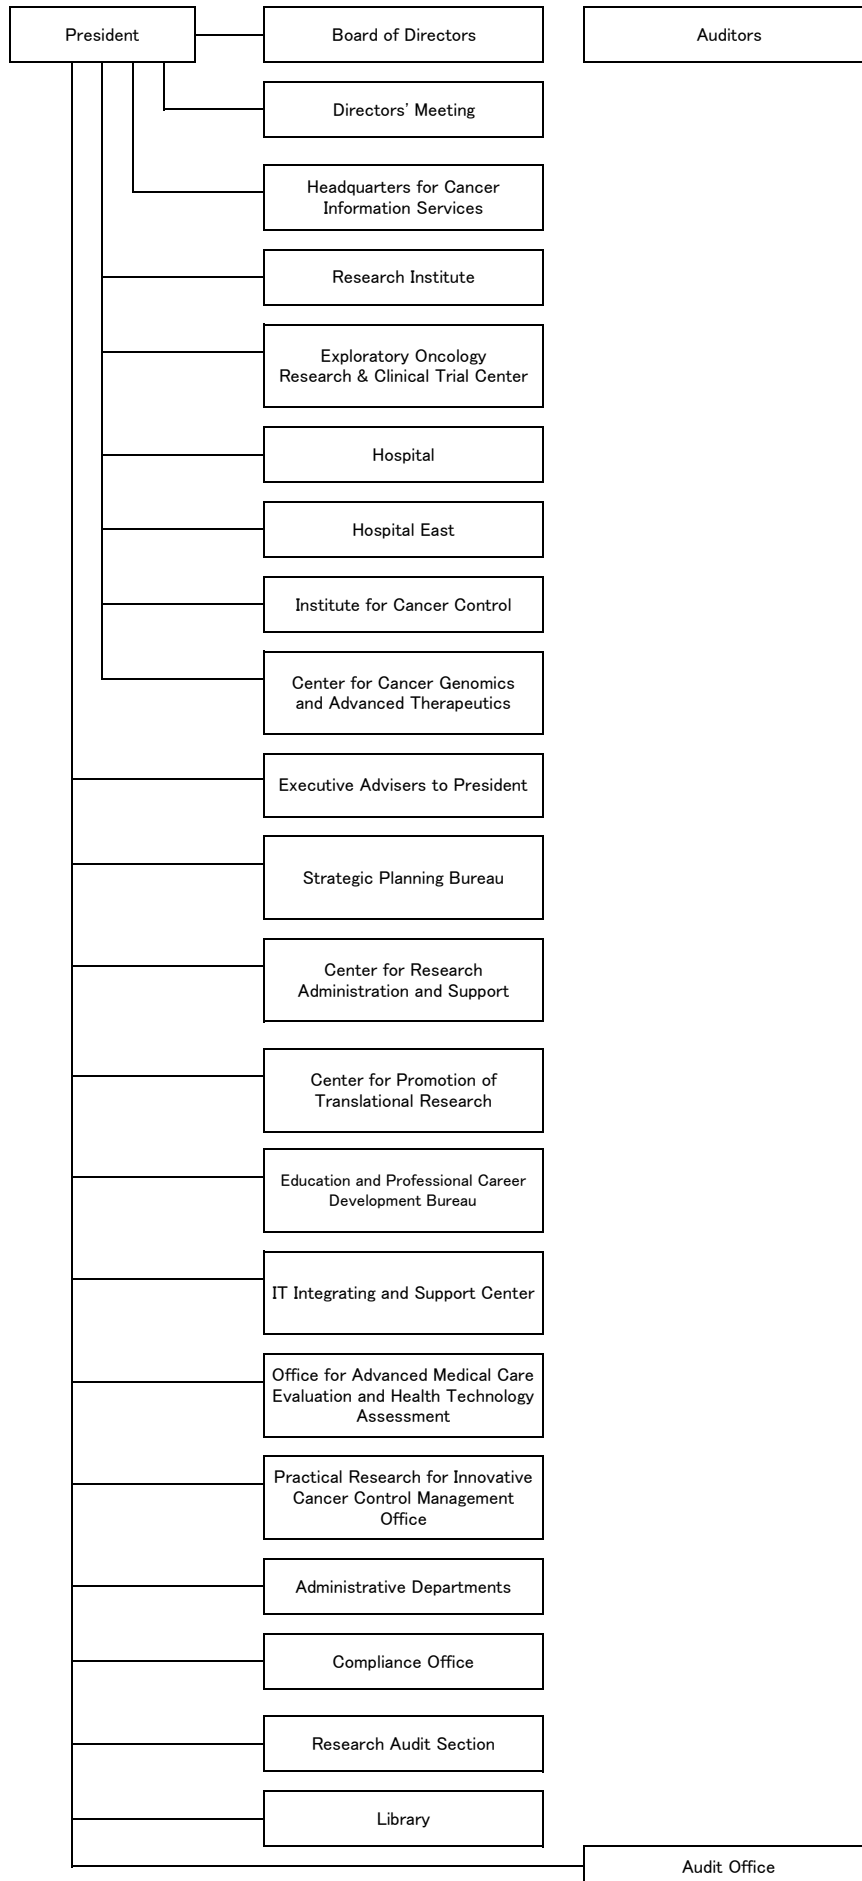 President
Board of Directors
Auditors
Directors' Meeting
Headquarters for Cancer
Information Services
Research Institute
Exploratory Oncology
Research & Clinical Trial Center
Hospital
Hospital East
Institute for Cancer Control
Center for Cancer Genomics
and Advanced Therapeutics
Executive Advisers to President
Strategic Planning Bureau
Center for Research
Administration and Support
Center for Promotion of
Translational Research
Education and Professional Career
Development Bureau
IT Integrating and Support Center
Office for Advanced Medical Care
Evaluation and Health Technology
Assessment
Practical Research for Innovative
Cancer Control Management
Office
Administrative Departments
Compliance Office
Research Audit Section
Library
Audit Office